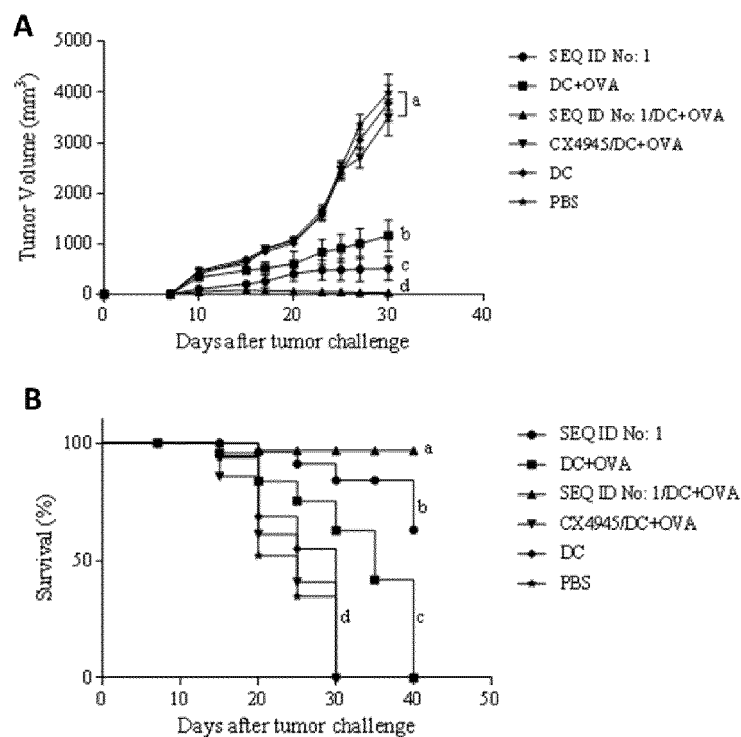 A
5000
4000
3000
2000
1000
0
Tumor Volume (mm³)
a
b
c
d
0 10 20 30 40
Days after tumor challenge
SEQ ID No: 1
DC+OVA
SEQ ID No: 1/DC+OVA
CX4945/DC+OVA
DC
PBS
B
100
50
0
Survival (%)
a
b
d
c
0 10 20 30 40 50
Days after tumor challenge
SEQ ID No: 1
DC+OVA
SEQ ID No: 1/DC+OVA
CX4945/DC+OVA
DC
PBS